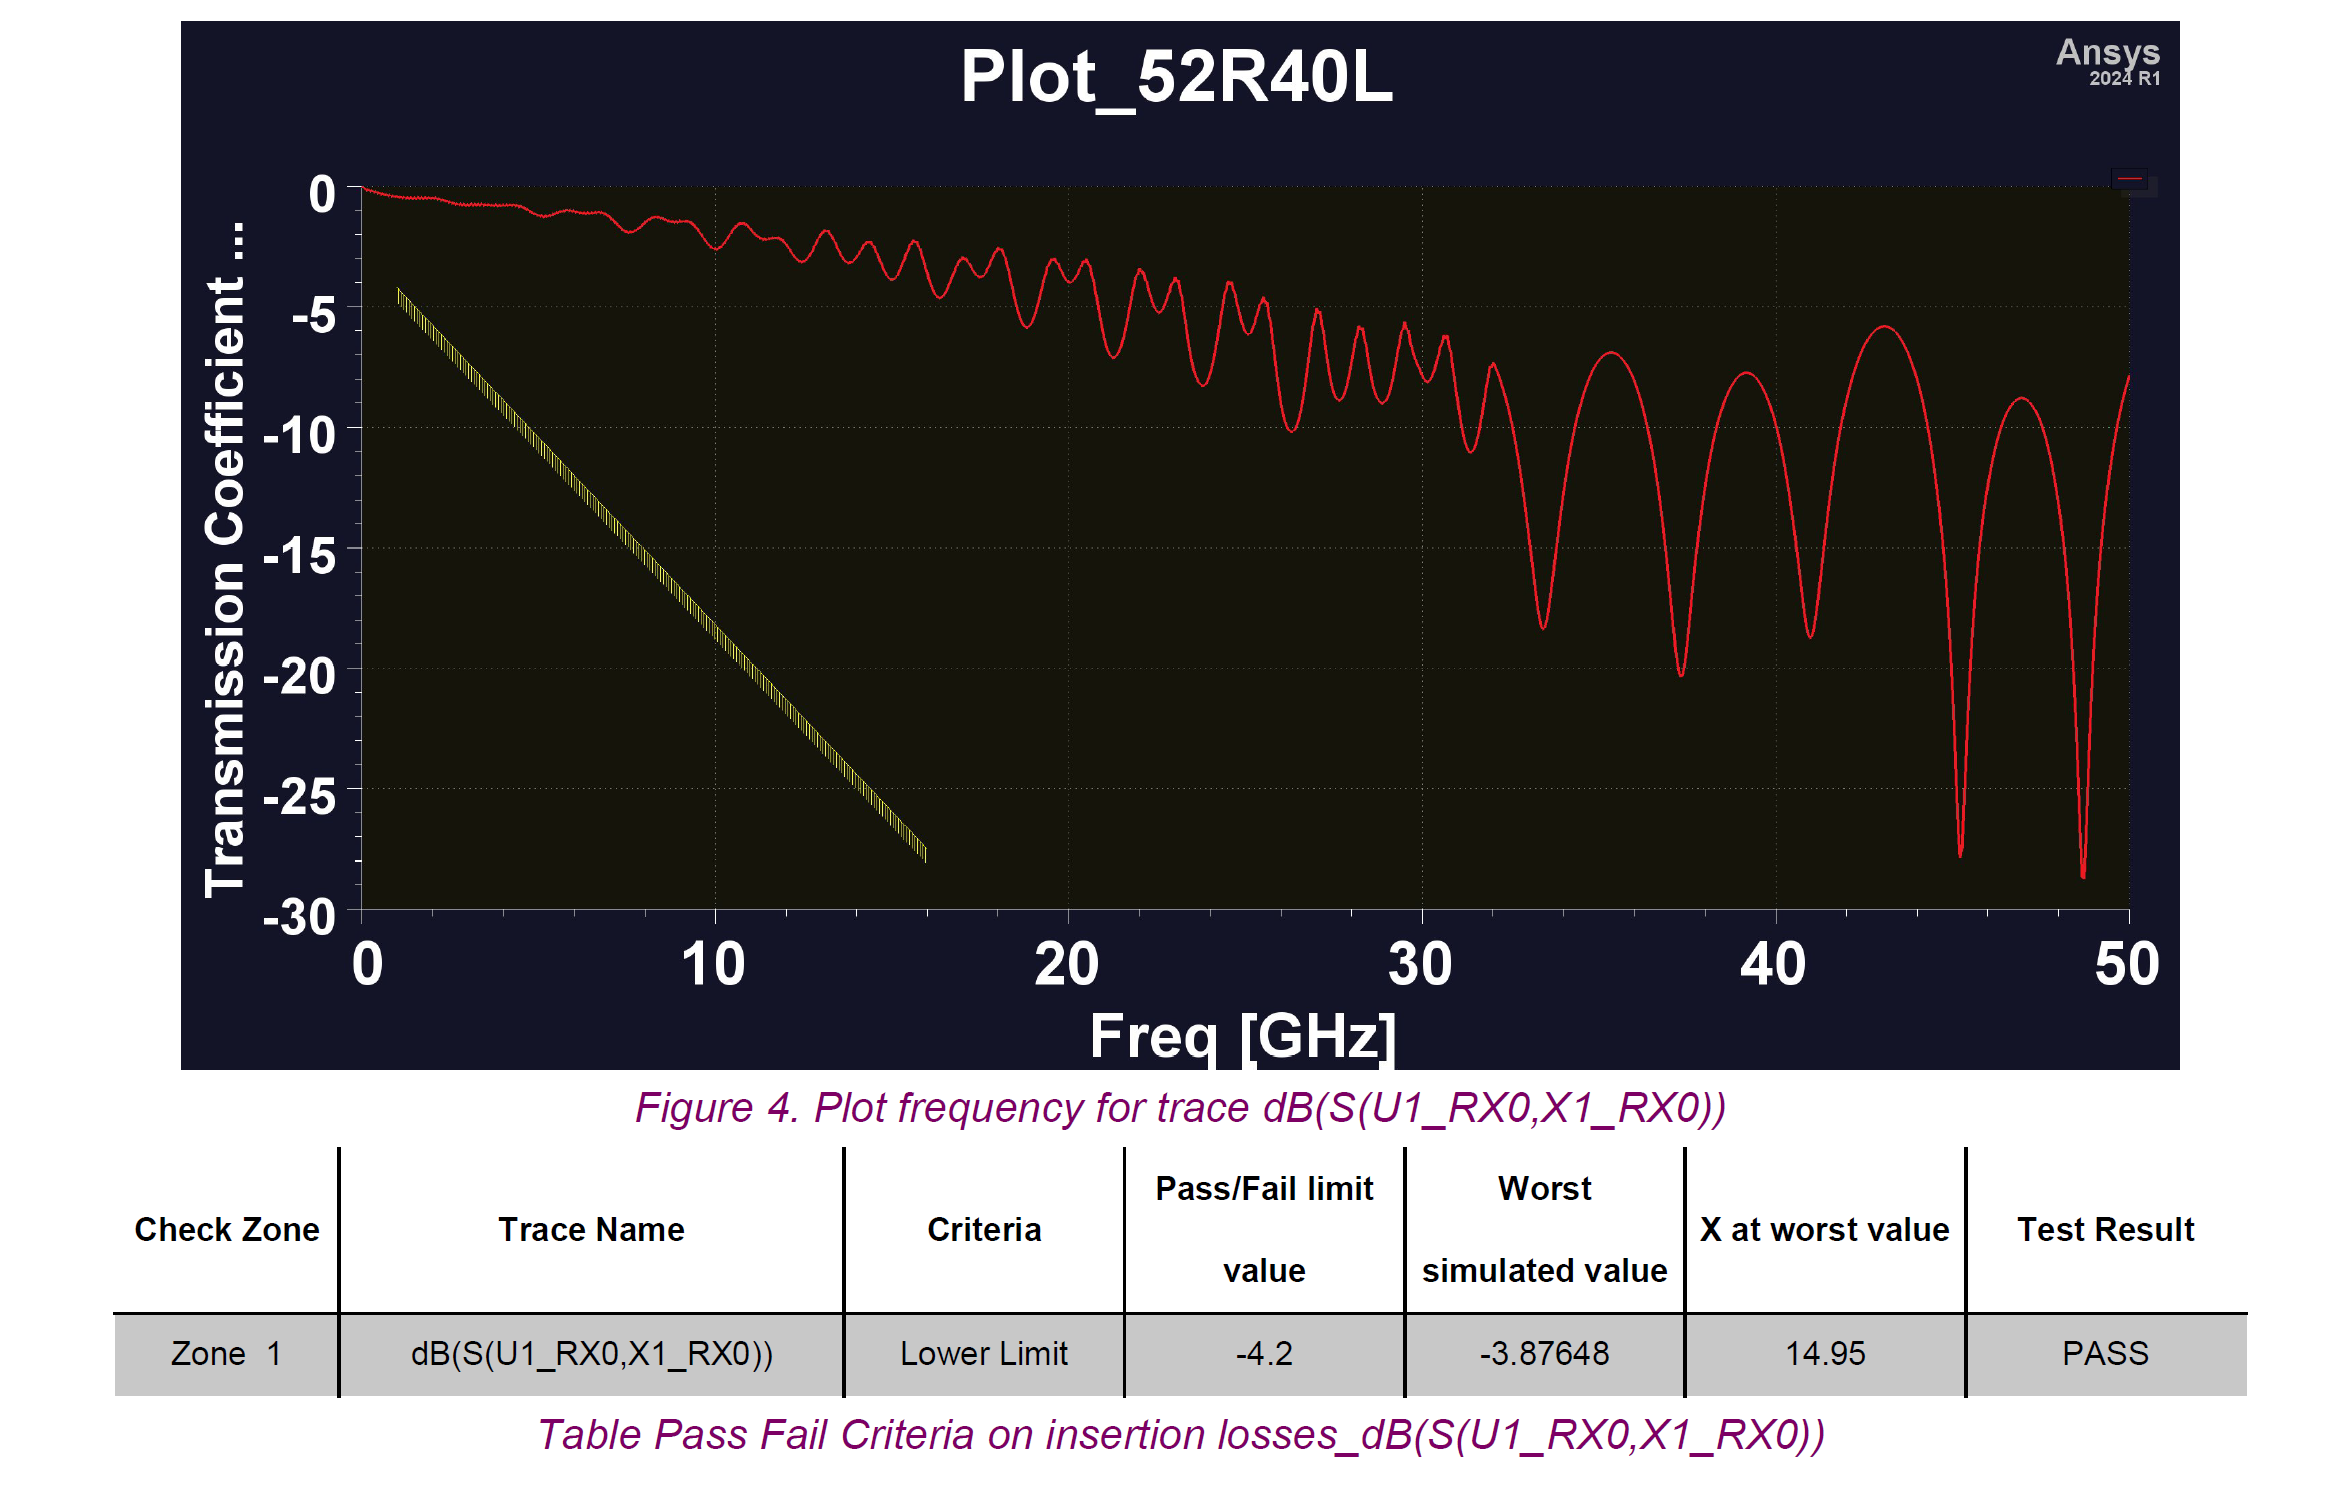 Plot_52R40L
Ansys
2024 R1
Transmission Coefficient ...
0
-5
-10
-15
-20
-25
-30
0 10 20 30 40 50
Freq [GHz]
Figure 4. Plot frequency for trace dB(S(U1_RX0,X1_RX0))
Check Zone Trace Name Criteria Pass/Fail limit value Worst simulated value X at worst value Test Result
Zone 1 dB(S(U1_RX0,X1_RX0)) Lower Limit -4.2 -3.87648 14.95 PASS
Table Pass Fail Criteria on insertion losses_dB(S(U1_RX0,X1_RX0))